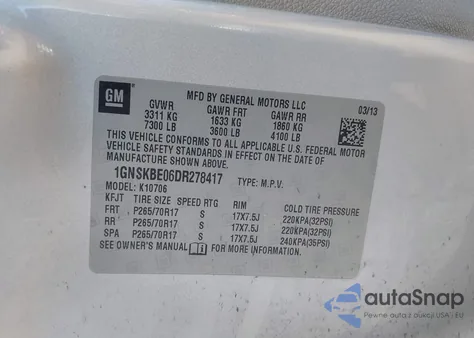 GM
MFD BY GENERAL MOTORS LLC
03/13
GVWR GAWR FRT GAWR RR
3311 KG 1633 KG 1860 KG
7300 LB 3600 LB 4100 LB
THIS VEHICLE CONFORMS TO ALL APPLICABLE U.S. FEDERAL MOTOR
VEHICLE SAFETY STANDARDS IN EFFECT ON THE DATE OF
MANUFACTURE SHOWN ABOVE.
1GNSKBE06DR278417 TYPE: M.P.V.
MODEL: K10706
KFJT TIRE SIZE SPEED RTG RIM COLD TIRE PRESSURE
FRT P265/70R17 S 17X7.5J 220KPA(32PSI)
RR P265/70R17 S 17X7.5J 220KPA(32PSI)
SPA P265/70R17 S 17X7.5J 240KPA(35PSI)
SEE OWNER'S MANUAL FOR MORE INFORMATION.
autoSnap
Pewne auta z USA - EU